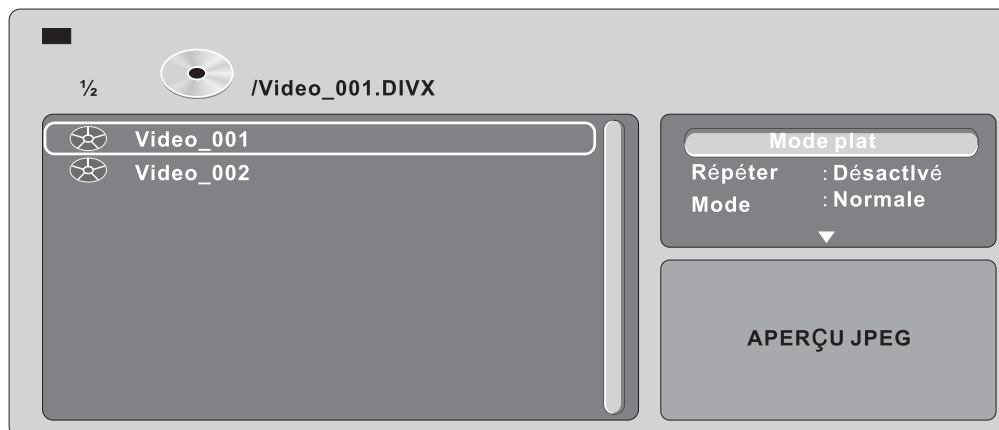 ½
/Video_001.DIVX
Video_001
Video_002
Mode plat
Répéter : DésactIvé
Mode : Normale
APERÇU JPEG